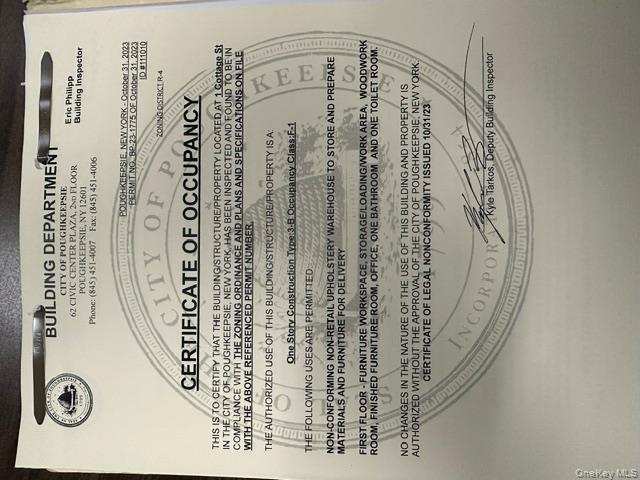 BUILDING DEPARTMENT
CITY OF POUGHKEEPSIE
62 CIVIC CENTER PLAZA, 2ND FLOOR
POUGHKEEPSIE, NY 12601
Phone: (845) 451-4007 Fax: (845) 451-4006
Eric Philipp
Building Inspector
POUGHKEEPSIE, NEW YORK - October 31, 2023
PERMIT NO. BP-23-1775 OF October 31, 2023
ID #111010
ZONING DISTRICT R-4
CERTIFICATE OF OCCUPANCY
THIS IS TO CERTIFY THAT THE BUILDING/STRUCTURE/PROPERTY LOCATED AT 1 Cottage St
IN THE CITY OF POUGHKEEPSIE, NEW YORK, HAS BEEN INSPECTED AND FOUND TO BE IN
COMPLIANCE WITH THE ZONING ORDINANCE AND PLANS AND SPECIFICATIONS ON FILE
WITH THE ABOVE REFERENCED PERMIT NUMBER.
THE AUTHORIZED USE OF THIS BUILDING/STRUCTURE/PROPERTY IS A:
One Story Construction Type:3-B Occupancy Class:F-1
THE FOLLOWING USES ARE PERMITTED:
NON-CONFORMING NON-RETAIL UPHOLSTERY WAREHOUSE TO STORE AND PREPARE
MATERIALS AND FURNITURE FOR DELIVERY
FIRST FLOOR - FURNITURE WORKSPACE, STORAGE/LOADING/WORK AREA, WOODWORK
ROOM, FINISHED FURNITURE ROOM, OFFICE, ONE BATHROOM AND ONE TOILET ROOM.
NO CHANGES IN THE NATURE OF THE USE OF THIS BUILDING AND PROPERTY IS
AUTHORIZED WITHOUT THE APPROVAL OF THE CITY OF POUGHKEEPSIE, NEW YORK.
CERTIFICATE OF LEGAL NONCONFORMITY ISSUED 10/31/23
Kyle Tarkos, Deputy Building Inspector
CITY OF POUGHKEEPSIE
INCORPOR
OneKey MLS